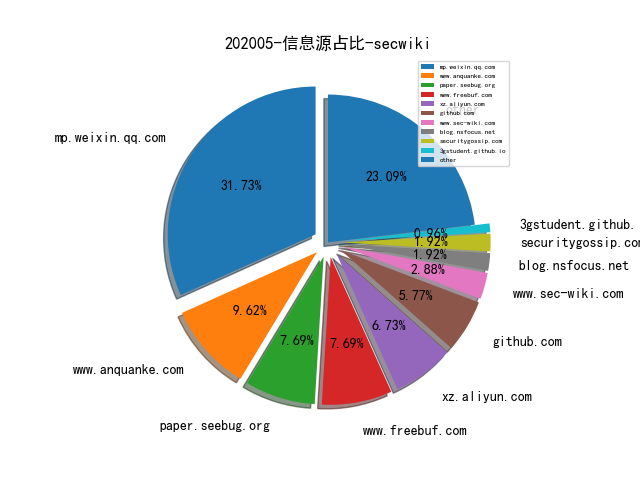 202005-信息源占比-secwiki
mp.weixin.qq.com
www.anquanke.com
paper.seebug.org
www.freebuf.com
xz.aliyun.com
github.com
www.sec-wiki.com
blog.nsfocus.net
securitygossip.com
3gstudent.github.io
other
other
mp.weixin.qq.com
31.73%
23.09%
0.96%
3gstudent.github.
1.92%
securitygossip.com
1.92%
blog.nsfocus.net
2.88%
www.sec-wiki.com
5.77%
github.com
6.73%
xz.aliyun.com
7.69%
www.freebuf.com
7.69%
paper.seebug.org
9.62%
www.anquanke.com